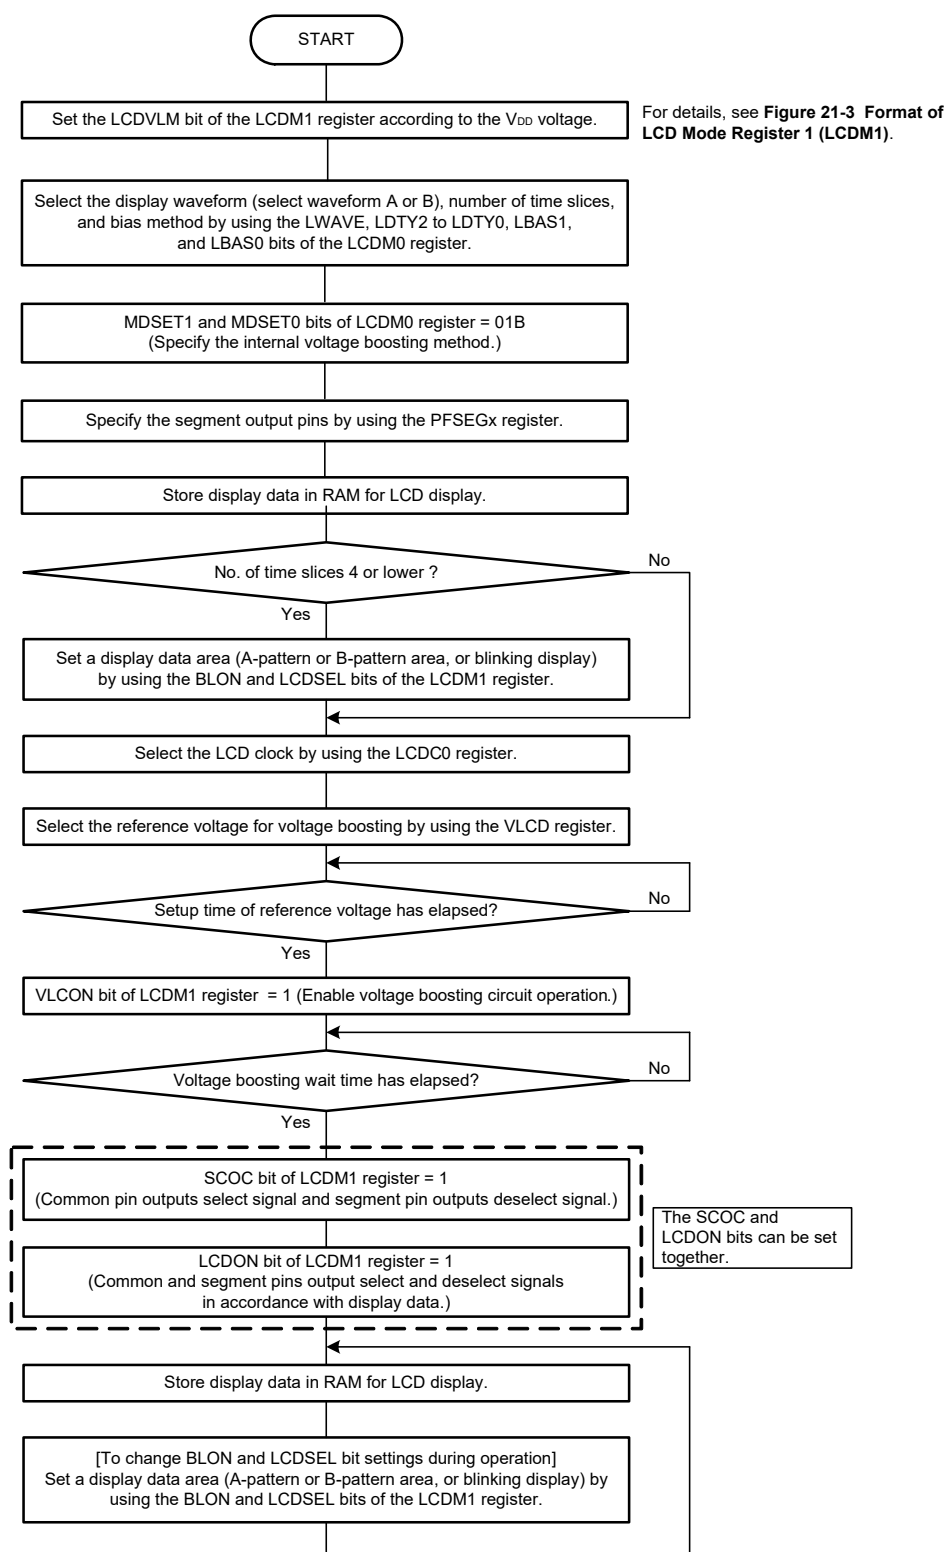 START
Set the LCDVLM bit of the LCDM1 register according to the VDD voltage.
For details, see Figure 21-3 Format of
LCD Mode Register 1 (LCDM1).
Select the display waveform (select waveform A or B), number of time slices,
and bias method by using the LWAVE, LDTY2 to LDTY0, LBAS1,
and LBAS0 bits of the LCDM0 register.
MDSET1 and MDSET0 bits of LCDM0 register = 01B
(Specify the internal voltage boosting method.)
Specify the segment output pins by using the PFSEGx register.
Store display data in RAM for LCD display.
No. of time slices 4 or lower ?
No
Yes
Set a display data area (A-pattern or B-pattern area, or blinking display)
by using the BLON and LCDSEL bits of the LCDM1 register.
Select the LCD clock by using the LCDC0 register.
Select the reference voltage for voltage boosting by using the VLCD register.
Setup time of reference voltage has elapsed?
No
Yes
VLCON bit of LCDM1 register = 1 (Enable voltage boosting circuit operation.)
Voltage boosting wait time has elapsed?
No
Yes
SCOC bit of LCDM1 register = 1
(Common pin outputs select signal and segment pin outputs deselect signal.)
The SCOC and
LCDON bits can be set
together.
LCDON bit of LCDM1 register = 1
(Common and segment pins output select and deselect signals
in accordance with display data.)
Store display data in RAM for LCD display.
[To change BLON and LCDSEL bit settings during operation]
Set a display data area (A-pattern or B-pattern area, or blinking display) by
using the BLON and LCDSEL bits of the LCDM1 register.